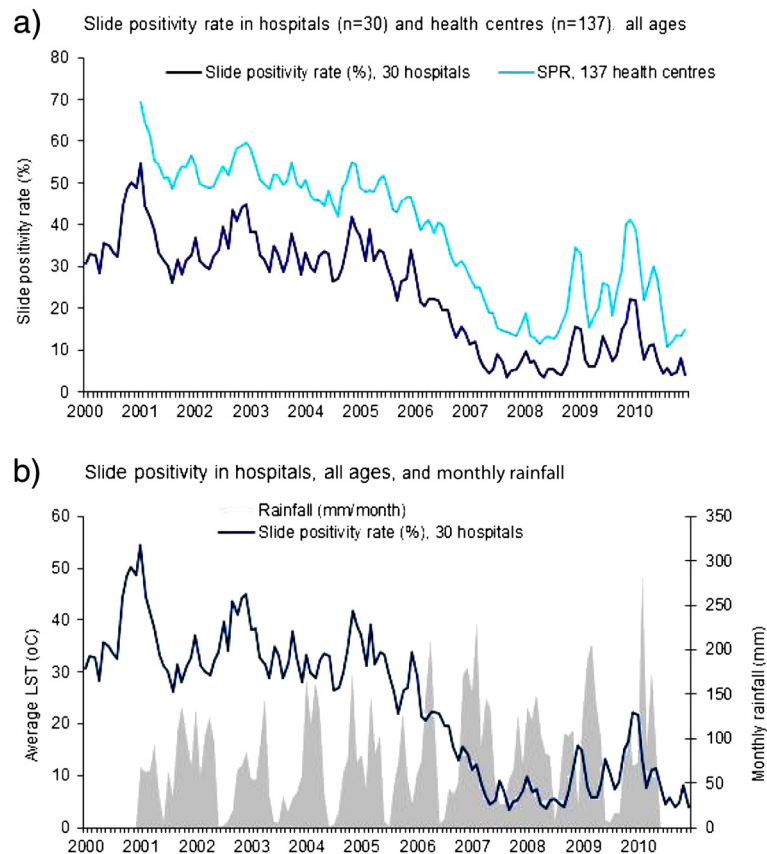 a)
Slide positivity rate in hospitals (n=30) and health centres (n=137). all ages
Slide positivity rate (%), 30 hospitals
SPR, 137 health centres
Slide positivity rate (%)
80
70
60
50
40
30
20
10
0
2000 2001 2002 2003 2004 2005 2006 2007 2008 2009 2010
b)
Slide positivity in hospitals, all ages, and monthly rainfall
Rainfall (mm/month)
Slide positivity rate (%), 30 hospitals
Average LST (oC)
60
50
40
30
20
10
0
350
300
250
200
150
100
50
0
Monthly rainfall (mm)
2000 2001 2002 2003 2004 2005 2006 2007 2008 2009 2010